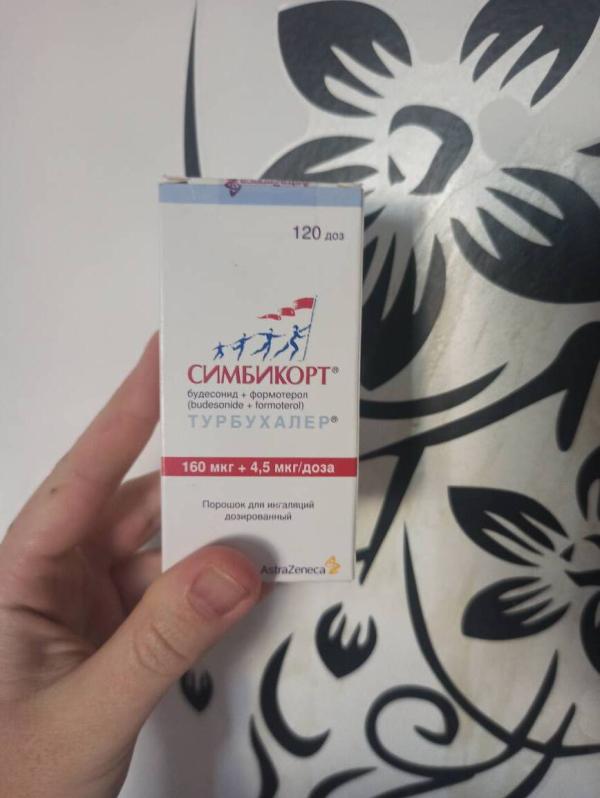 AstraZeneca
120 доз
СИМБИКОРТ®
будесонид + формотерол
(budesonide + formoterol)
ТУРБУХАЛЕР®
160 мкг + 4,5 мкг/доза
Порошок для ингаляций
дозированный
AstraZeneca